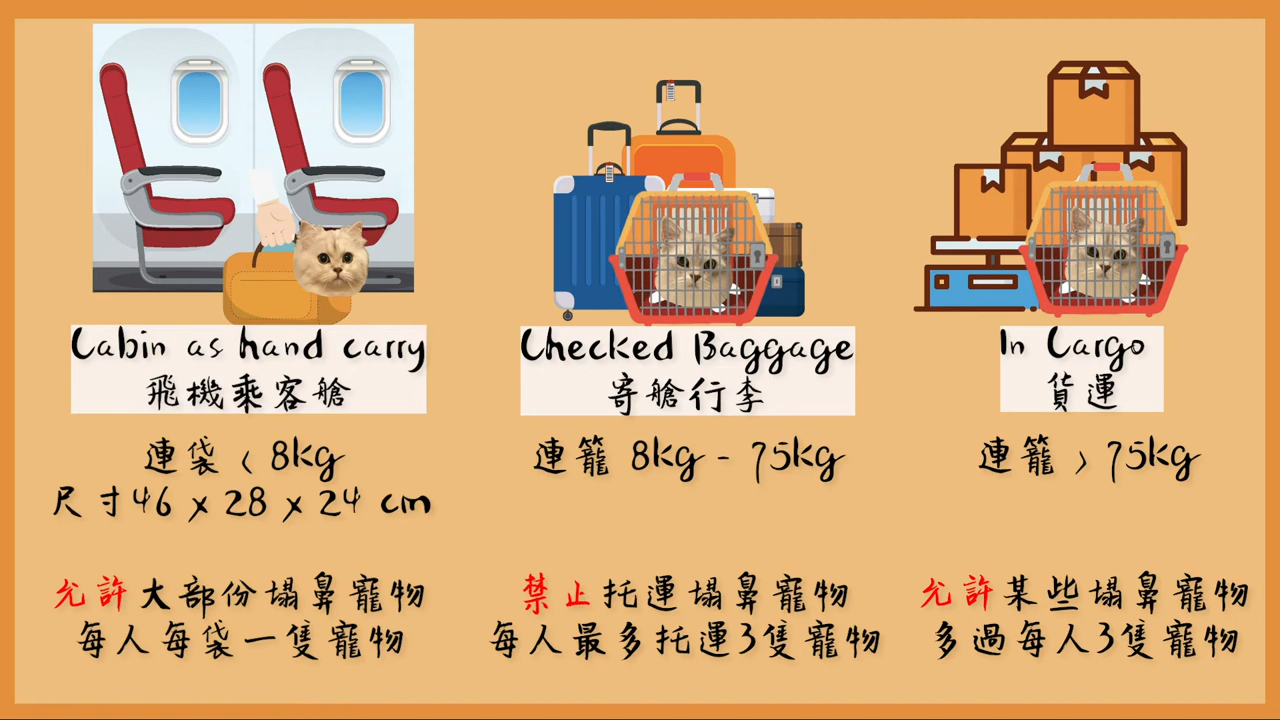 Cabin as hand carry
飛機乘客艙
連袋 < 8kg
尺寸46 x 28 x 24 cm
允許大部份塌鼻寵物
每人每袋一隻寵物
Checked Baggage
寄艙行李
連籠 8kg - 75kg
禁止托運塌鼻寵物
每人最多托運3隻寵物
In Cargo
貨運
連籠 > 75kg
允許某些塌鼻寵物
多過每人3隻寵物